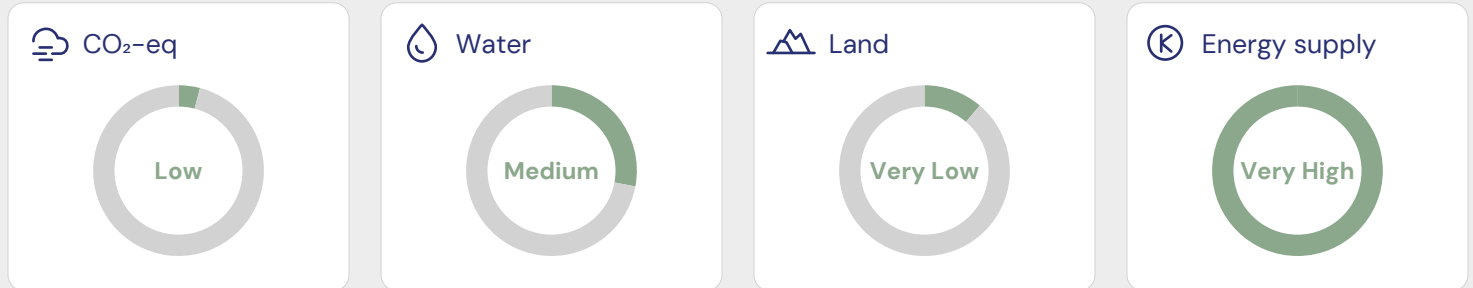 CO₂-eq
Low
Water
Medium
Land
Very Low
Energy supply
Very High